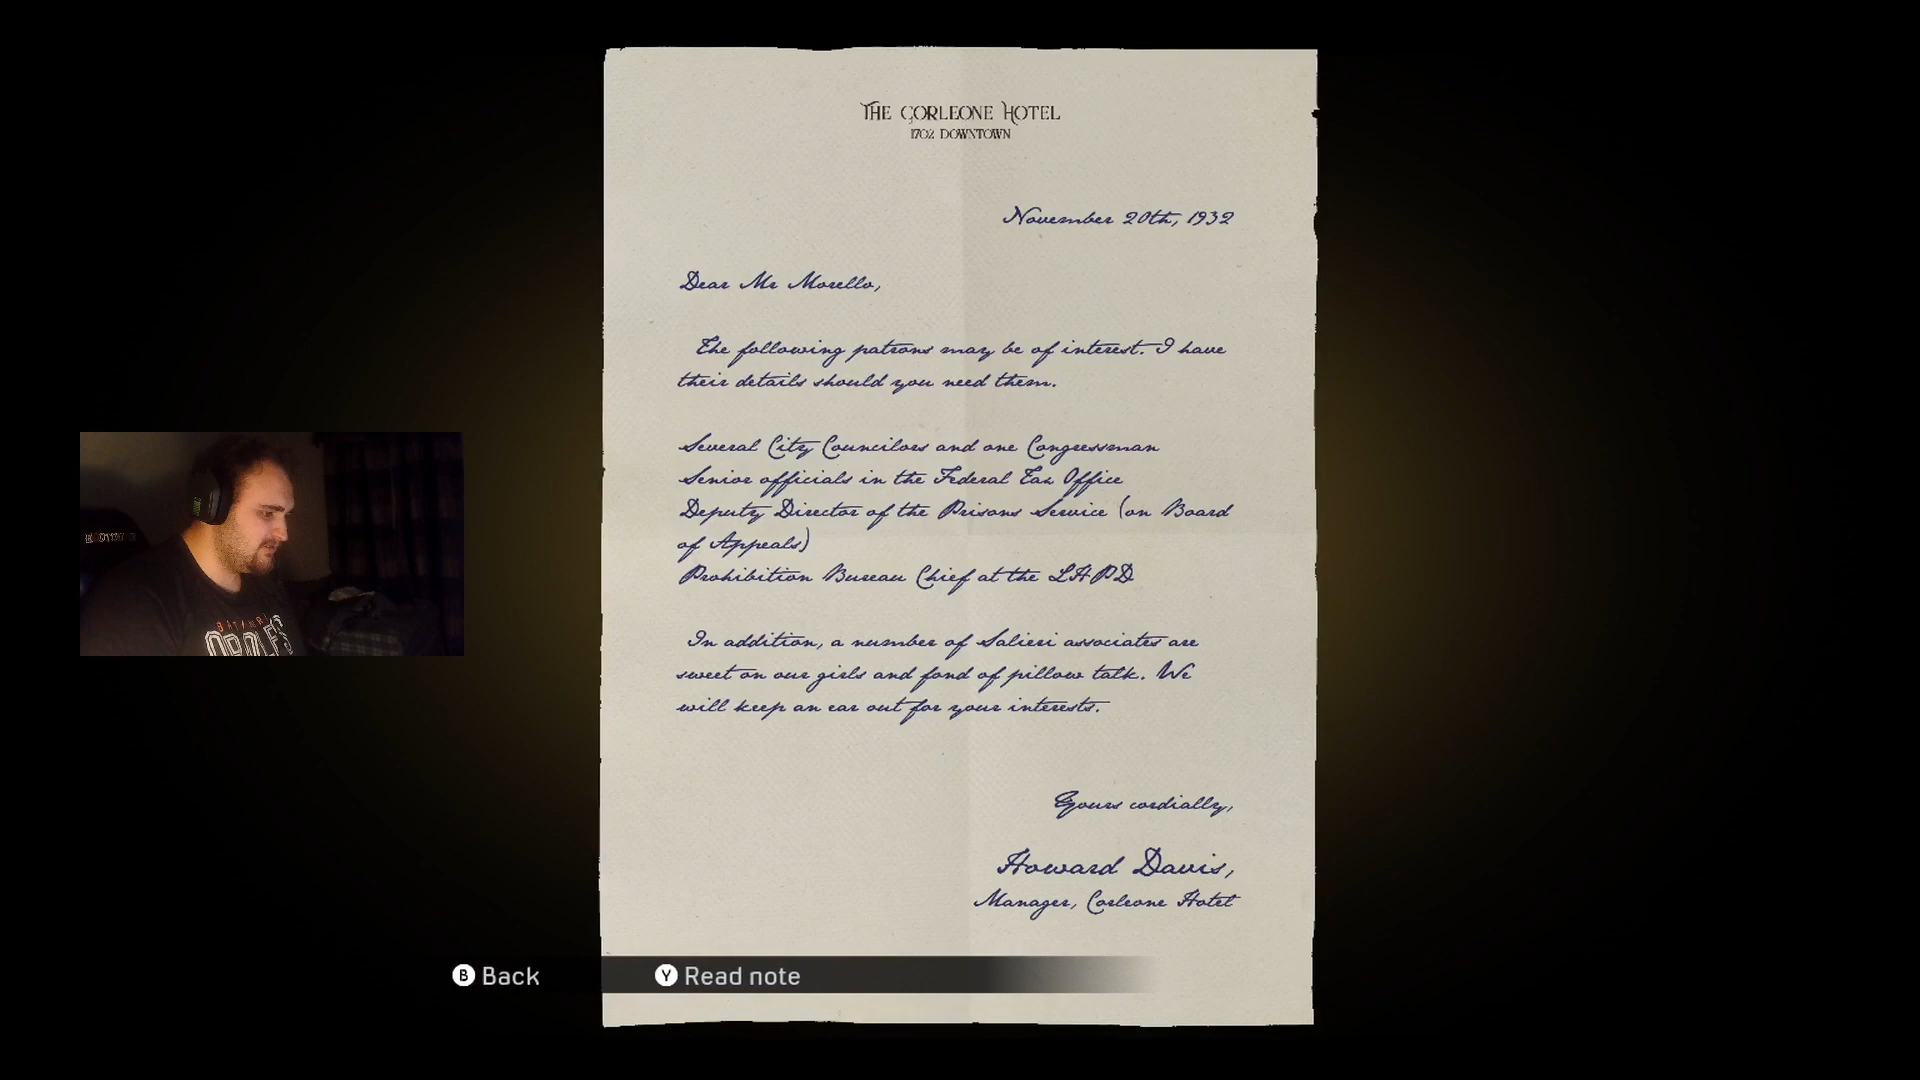 THE CORLEONE HOTEL
1702 DOWNTOWN
November 20th, 1932
Dear Mr Morello,
The following patrons may be of interest. I have
their details should you need them.
Several City Councilors and one Congressman
Senior officials in the Federal Tax Office
Deputy Director of the Prisons Service (on Board
of Appeals)
Prohibition Bureau Chief at the LHPD
In addition, a number of Salieri associates are
sweet on our girls and fond of pillow talk. We
will keep an ear out for your interests.
Yours cordially,
Howard Davis,
Manager, Corleone Hotel
B Back
Y Read note